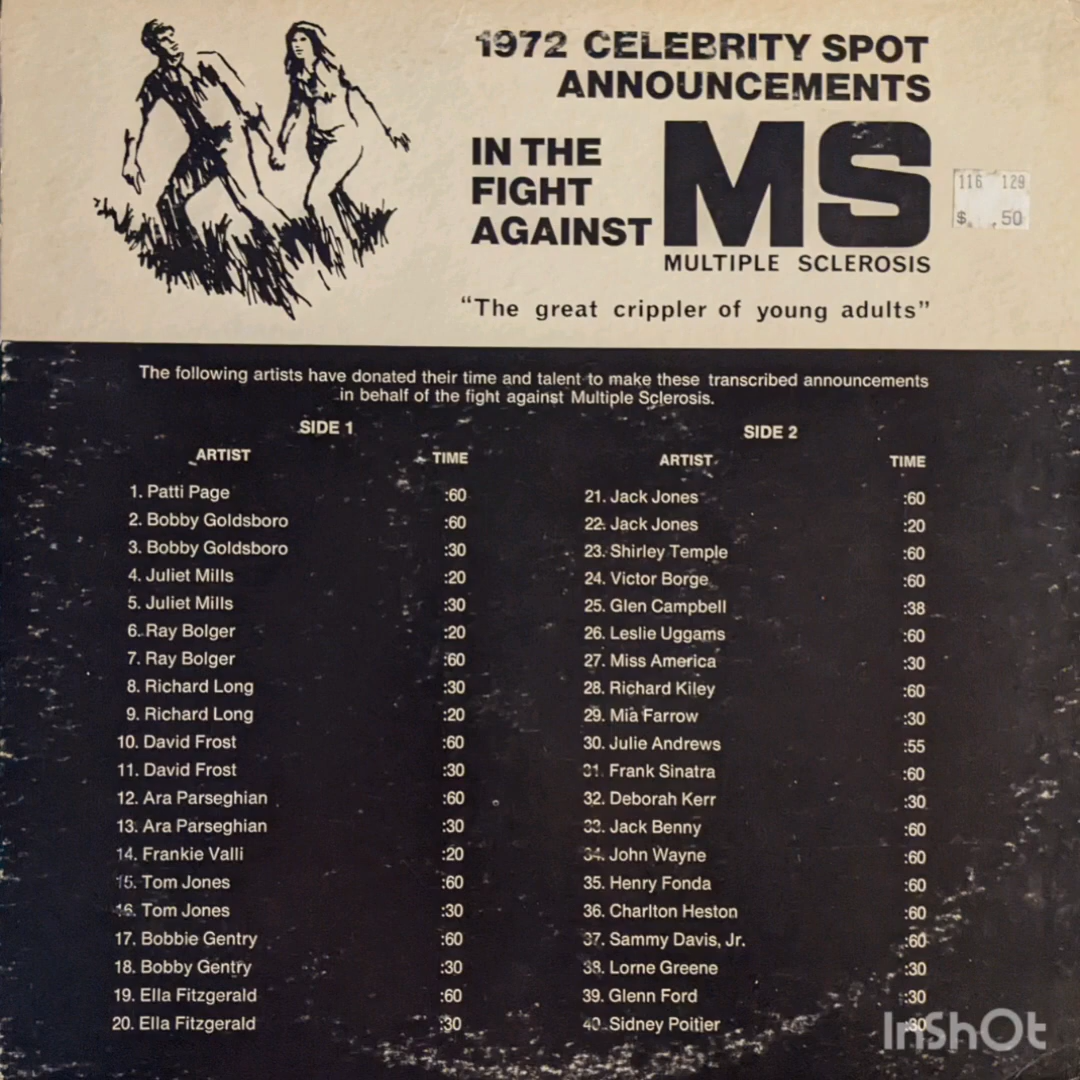 1972 CELEBRITY SPOT
ANNOUNCEMENTS
IN THE
FIGHT
AGAINST
MS
MULTIPLE SCLEROSIS
116 129
$ .50
“The great crippler of young adults”
The following artists have donated their time and talent to make these transcribed announcements
in behalf of the fight against Multiple Sclerosis.
SIDE 1
ARTIST TIME
1. Patti Page :60
2. Bobby Goldsboro :60
3. Bobby Goldsboro :30
4. Juliet Mills :20
5. Juliet Mills :30
6. Ray Bolger :20
7. Ray Bolger :60
8. Richard Long :30
9. Richard Long :20
10. David Frost :60
11. David Frost :30
12. Ara Parseghian :60
13. Ara Parseghian :30
14. Frankie Valli :20
15. Tom Jones :60
16. Tom Jones :30
17. Bobbie Gentry :60
18. Bobby Gentry :30
19. Ella Fitzgerald :60
20. Ella Fitzgerald :30
SIDE 2
ARTIST TIME
21. Jack Jones :60
22. Jack Jones :20
23. Shirley Temple :60
24. Victor Borge :60
25. Glen Campbell :38
26. Leslie Uggams :60
27. Miss America :30
28. Richard Kiley :60
29. Mia Farrow :30
30. Julie Andrews :55
31. Frank Sinatra :60
32. Deborah Kerr :30
33. Jack Benny :60
34. John Wayne :60
35. Henry Fonda :60
36. Charlton Heston :60
37. Sammy Davis, Jr. :60
38. Lorne Greene :30
39. Glenn Ford :30
40. Sidney Poitier :30
InShOt